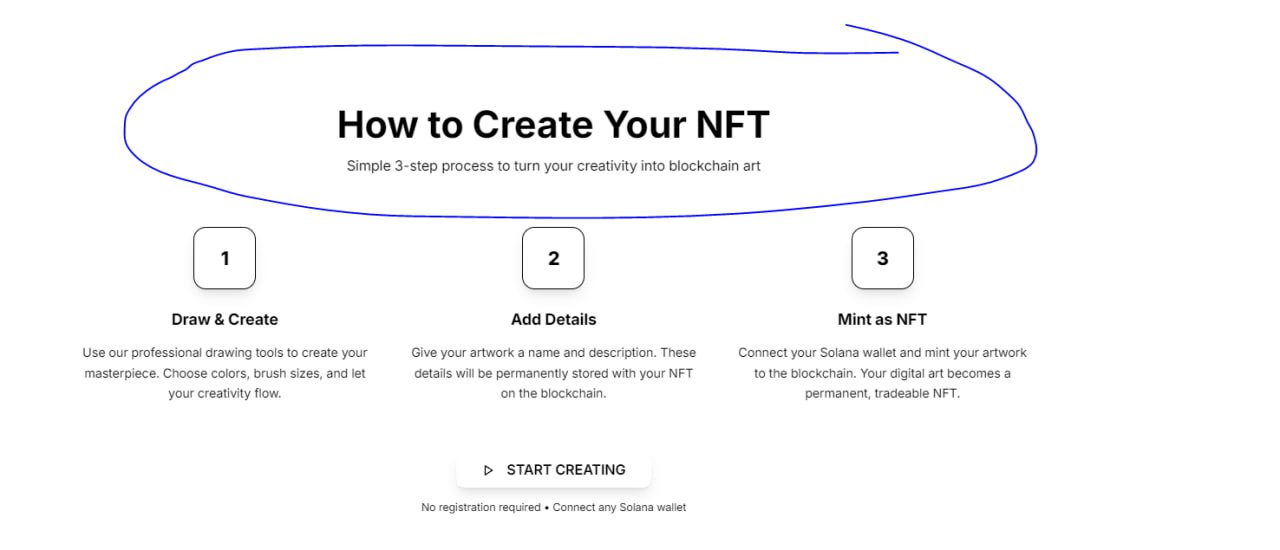 How to Create Your NFT
Simple 3-step process to turn your creativity into blockchain art
1
2
3
Draw & Create
Add Details
Mint as NFT
Use our professional drawing tools to create your
masterpiece. Choose colors, brush sizes, and let
your creativity flow.
Give your artwork a name and description. These
details will be permanently stored with your NFT
on the blockchain.
Connect your Solana wallet and mint your artwork
to the blockchain. Your digital art becomes a
permanent, tradeable NFT.
START CREATING
No registration required • Connect any Solana wallet